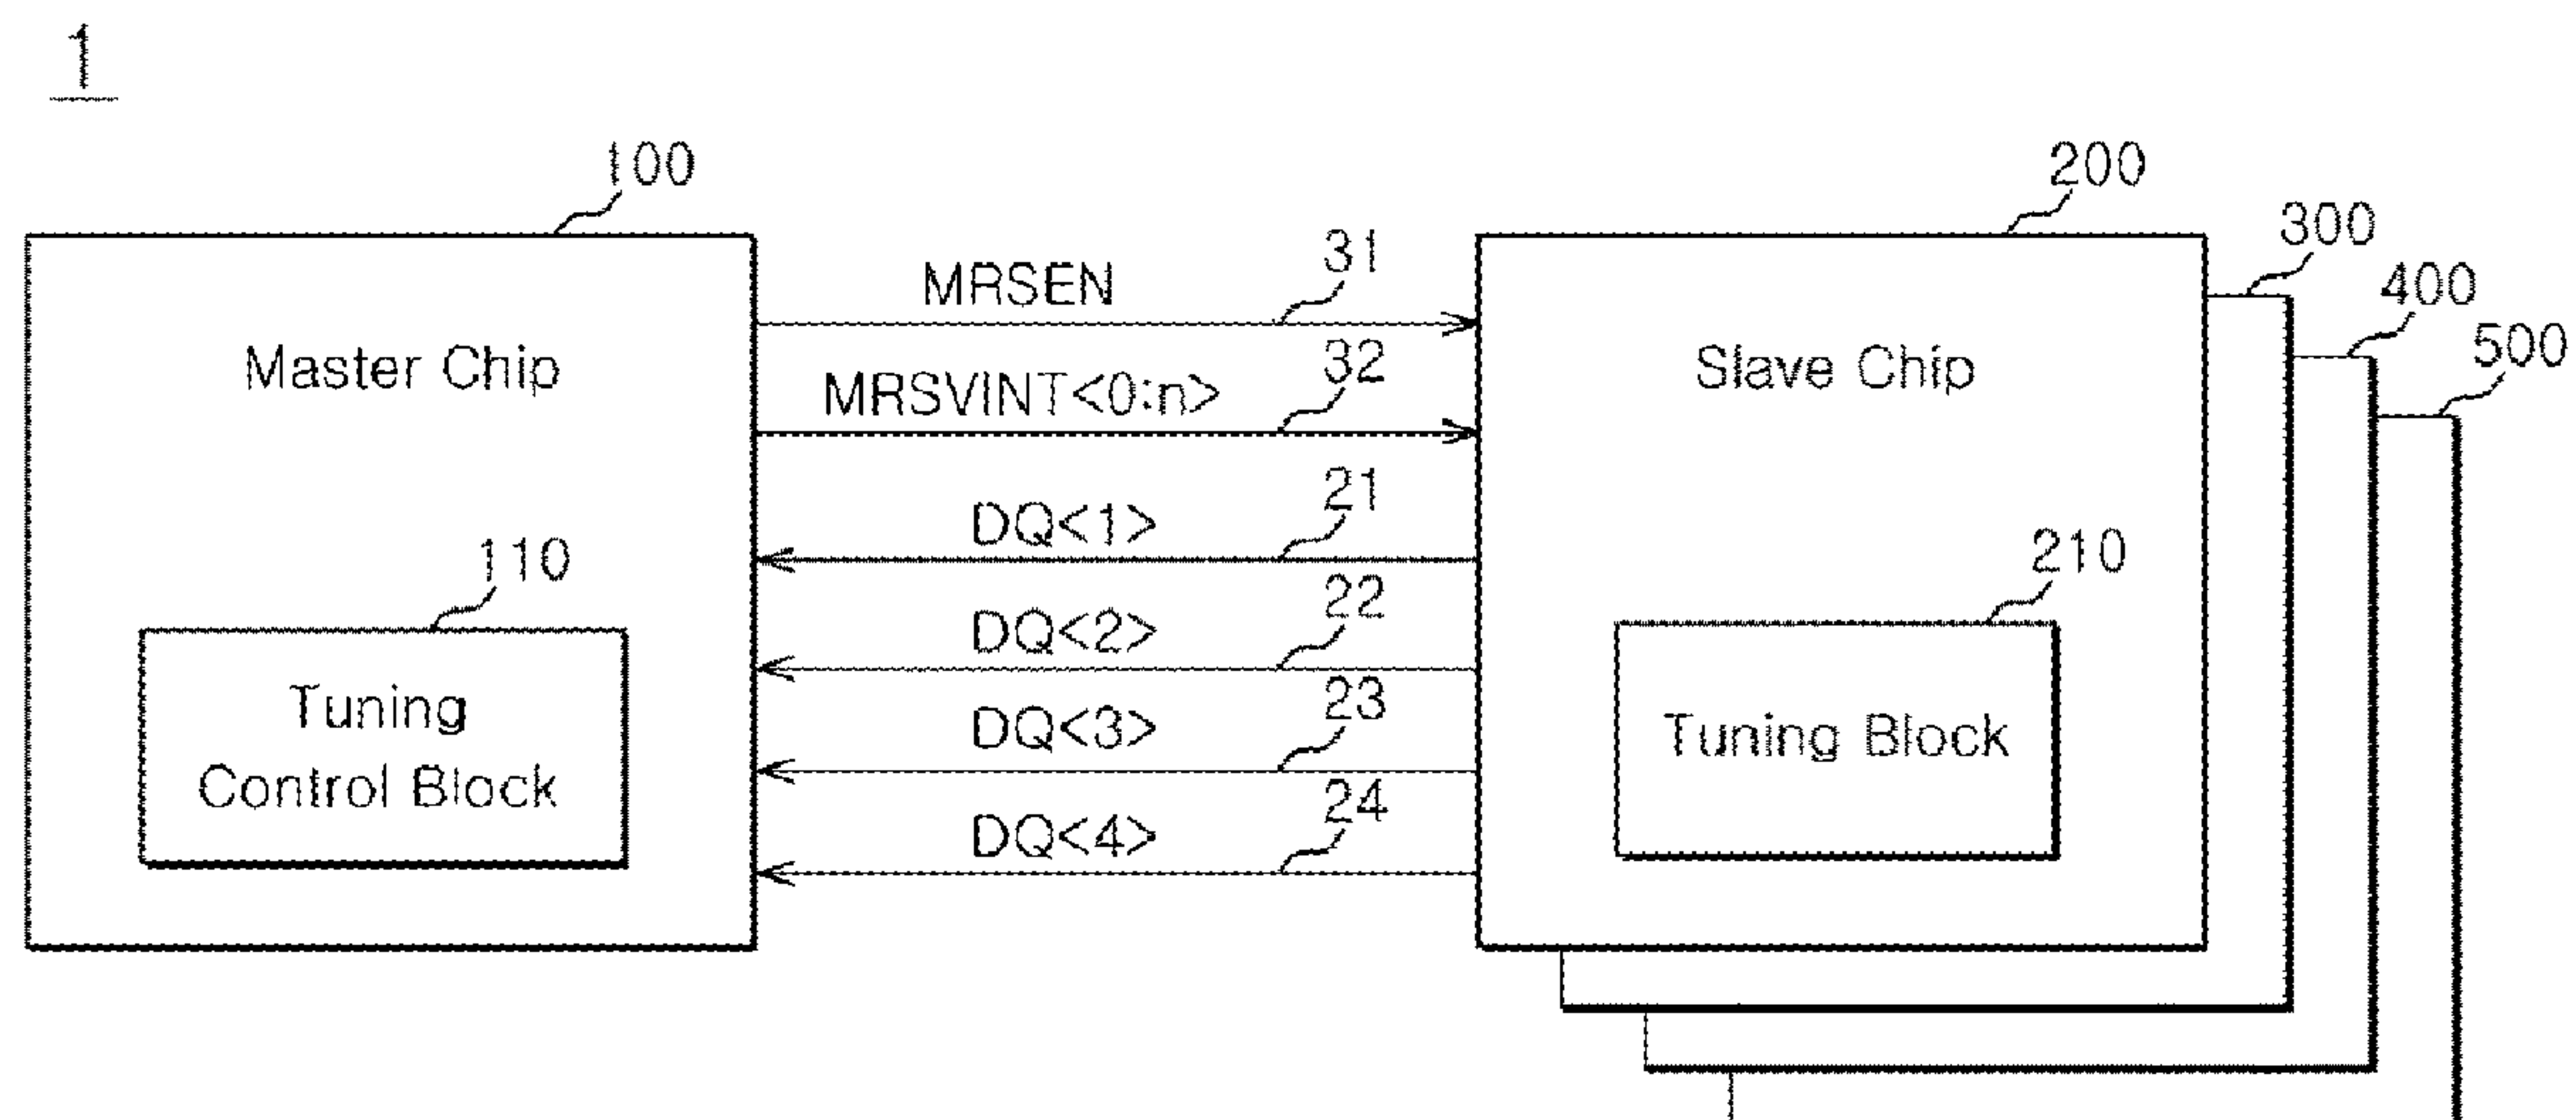 1
100
200
300
400
500
MRSEN
31
Master Chip
MRSVINT<0:n>
32
Slave Chip
DQ<1>
21
110
DQ<2>
22
210
Tuning
Control Block
DQ<3>
23
Tuning Block
DQ<4>
24